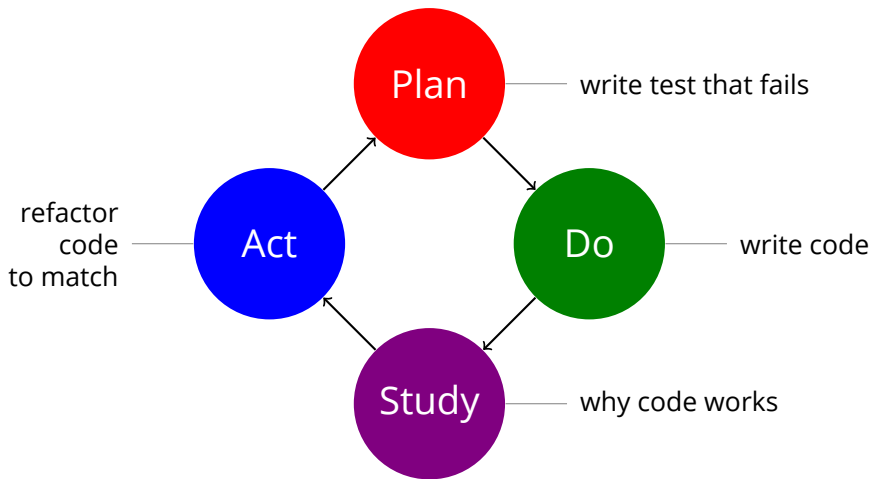 Plan
write test that fails
Do
write code
Study
why code works
Act
refactor
code
to match